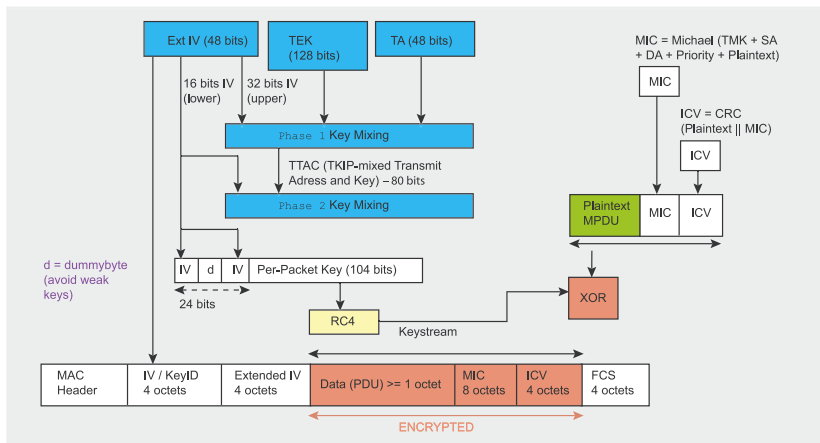 Ext IV (48 bits)
TEK
(128 bits)
TA (48 bits)
MIC = Michael (TMK + SA
+ DA + Priority + Plaintext)
16 bits IV
(lower)
32 bits IV
(upper)
MIC
Phase 1 Key Mixing
ICV = CRC
(Plaintext || MIC)
ICV
TTAC (TKIP-mixed Transmit
Adress and Key) – 80 bits
Phase 2 Key Mixing
Plaintext
MPDU
MIC
ICV
d = dummybyte
(avoid weak
keys)
IV
d
IV
Per-Packet Key (104 bits)
24 bits
XOR
RC4
Keystream
MAC
Header
IV / KeyID
4 octets
Extended IV
4 octets
Data (PDU) >= 1 octet
MIC
8 octets
ICV
4 octets
FCS
4 octets
ENCRYPTED